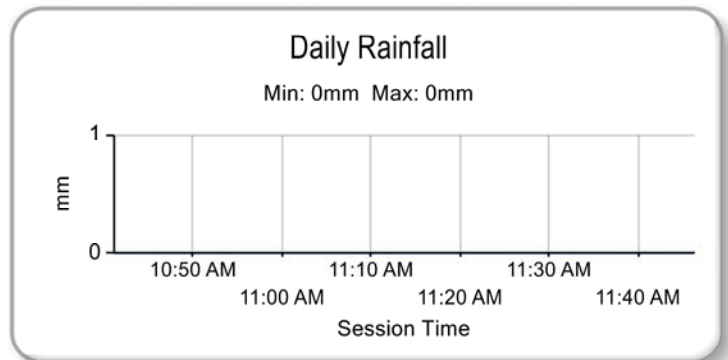 Daily Rainfall
Min: 0mm Max: 0mm
1
mm
0
10:50 AM 11:10 AM 11:30 AM
11:00 AM 11:20 AM 11:40 AM
Session Time